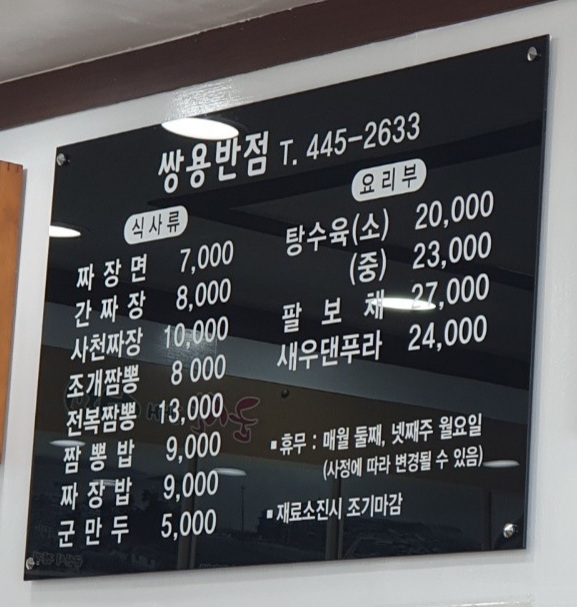 쌍용반점 T. 445-2633
식사류
짜장면 7,000
간짜장 8,000
사천짜장 10,000
조개짬뽕 8 000
전복짬뽕 13,000
짬뽕밥 9,000
짜장밥 9,000
군만두 5,000
요리부
탕수육(소) 20,000
(중) 23,000
팔보채 27,000
새우댄푸라 24,000
▪휴무 : 매월 둘째, 넷째주 월요일
(사정에 따라 변경될 수 있음)
▪재료소진시 조기마감